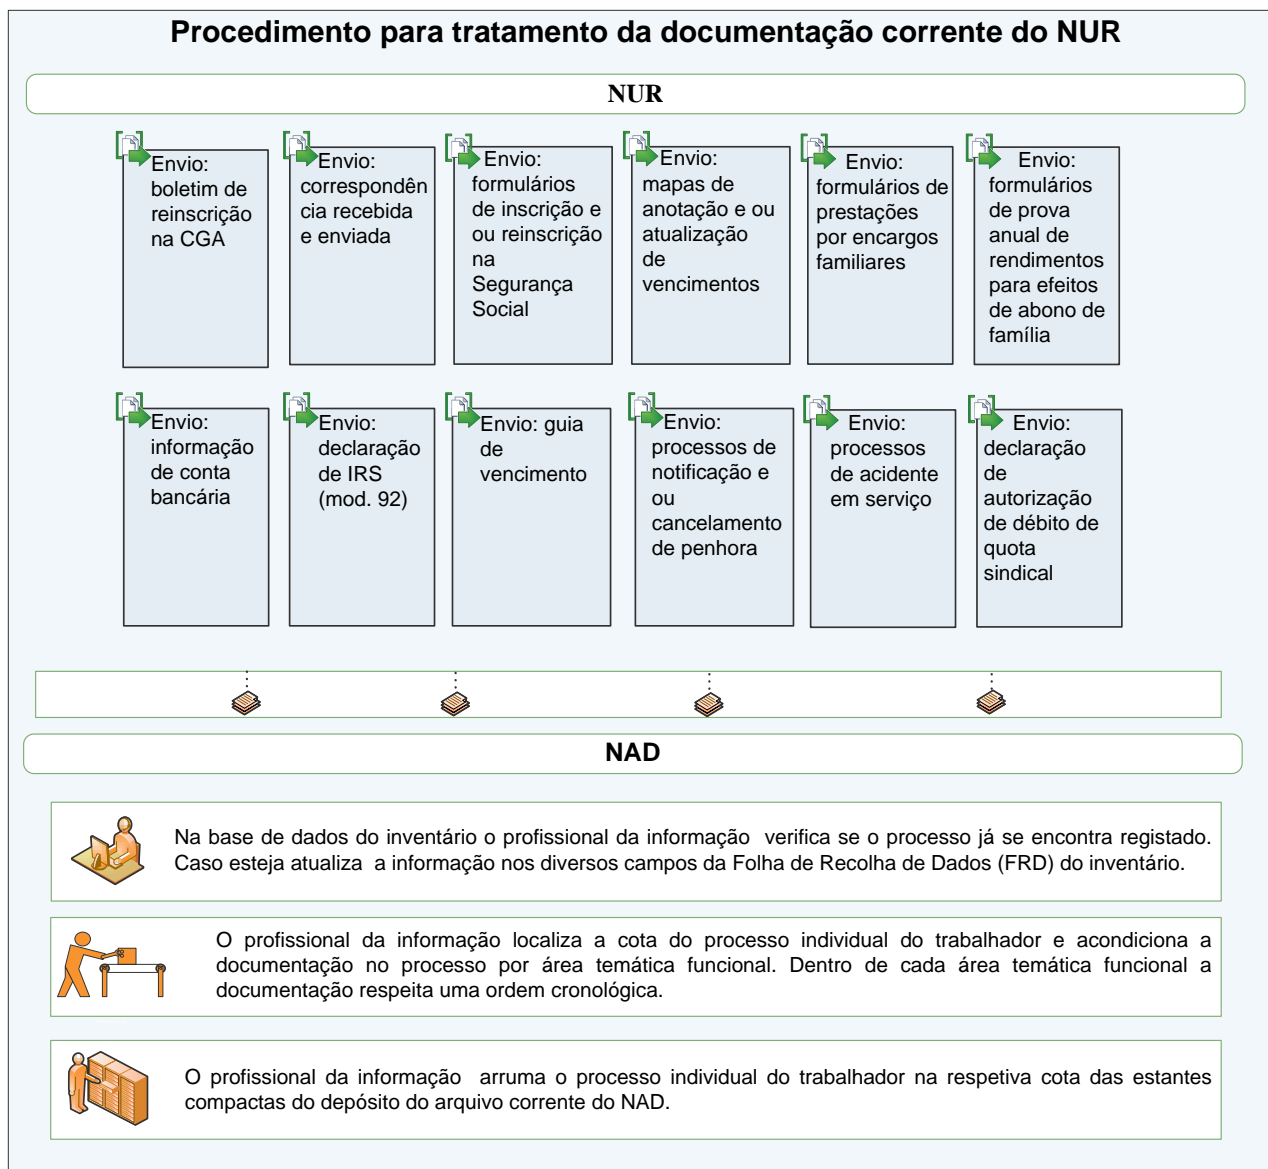 Procedimento para tratamento da documentação corrente do NUR
NUR
Envio:
boletim de
reinscrição
na CGA
Envio:
correspondên
cia recebida
e enviada
Envio:
formulários
de inscrição e
ou reinscrição
na
Segurança
Social
Envio:
mapas de
anotação e ou
atualização
de
vencimentos
Envio:
formulários de
prestações
por encargos
familiares
Envio:
formulários
de prova
anual de
rendimentos
para efeitos
de abono de
família
Envio:
informação
de conta
bancária
Envio:
declaração
de IRS
(mod. 92)
Envio: guia
de
vencimento
Envio:
processos de
notificação e
ou
cancelamento
de penhora
Envio:
processos
de acidente
em serviço
Envio:
declaração
de
autorização
de débito de
quota
sindical
NAD
Na base de dados do inventário o profissional da informação  verifica se o processo já se encontra registado.
Caso esteja atualiza  a informação nos diversos campos da Folha de Recolha de Dados (FRD) do inventário.
O profissional da informação localiza a cota do processo individual do trabalhador e acondiciona a
documentação no processo por área temática funcional. Dentro de cada área temática funcional a
documentação respeita uma ordem cronológica.
O profissional da informação  arruma o processo individual do trabalhador na respetiva cota das estantes
compactas do depósito do arquivo corrente do NAD.